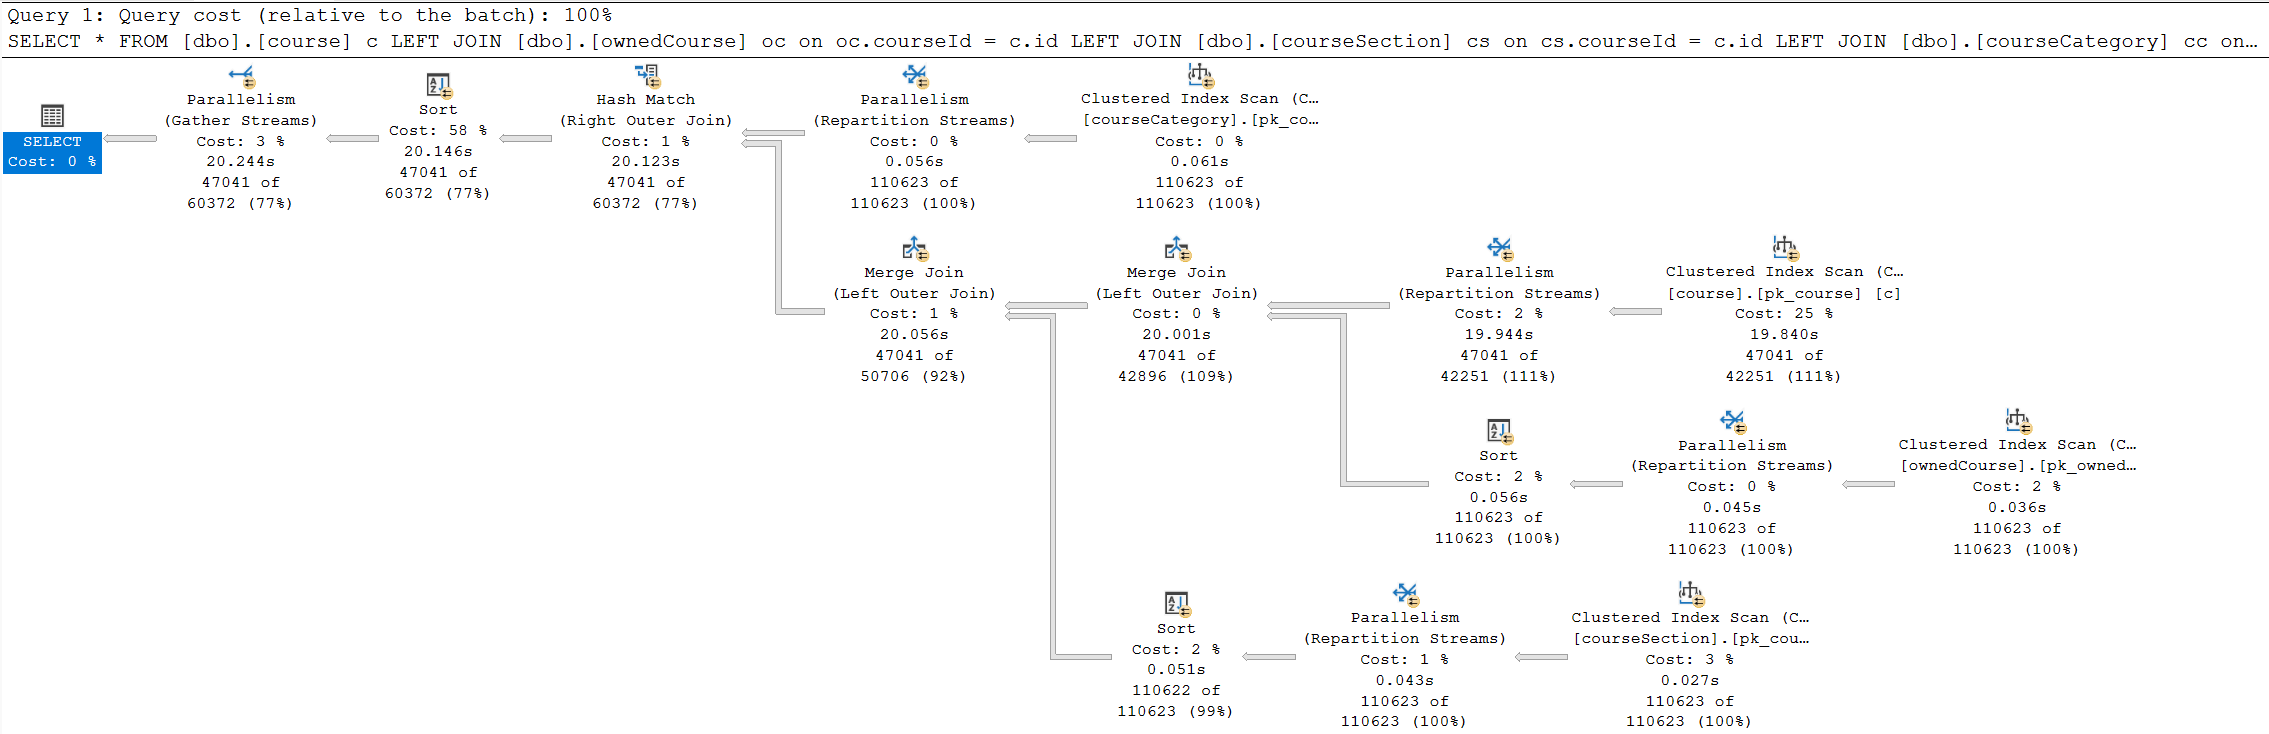 Query 1: Query cost (relative to the batch): 100%
SELECT * FROM [dbo].[course] c LEFT JOIN [dbo].[ownedCourse] oc on oc.courseId = c.id LEFT JOIN [dbo].[courseSection] cs on cs.courseId = c.id LEFT JOIN [dbo].[courseCategory] cc on…
SELECT
Cost: 0 %
Parallelism
(Gather Streams)
Cost: 3 %
20.244s
47041 of
60372 (77%)
Sort
Cost: 58 %
20.146s
47041 of
60372 (77%)
Hash Match
(Right Outer Join)
Cost: 1 %
20.123s
47041 of
60372 (77%)
Parallelism
(Repartition Streams)
Cost: 0 %
0.056s
110623 of
110623 (100%)
Clustered Index Scan (C…
[courseCategory].[pk_co…
Cost: 0 %
0.061s
110623 of
110623 (100%)
Merge Join
(Left Outer Join)
Cost: 1 %
20.056s
47041 of
50706 (92%)
Merge Join
(Left Outer Join)
Cost: 0 %
20.001s
47041 of
42896 (109%)
Parallelism
(Repartition Streams)
Cost: 2 %
19.944s
47041 of
42251 (111%)
Clustered Index Scan (C…
[course].[pk_course] [c]
Cost: 25 %
19.840s
47041 of
42251 (111%)
Sort
Cost: 2 %
0.056s
110623 of
110623 (100%)
Parallelism
(Repartition Streams)
Cost: 0 %
0.045s
110623 of
110623 (100%)
Clustered Index Scan (C…
[ownedCourse].[pk_owned…
Cost: 2 %
0.036s
110623 of
110623 (100%)
Sort
Cost: 2 %
0.051s
110622 of
110623 (99%)
Parallelism
(Repartition Streams)
Cost: 1 %
0.043s
110623 of
110623 (100%)
Clustered Index Scan (C…
[courseSection].[pk_cou…
Cost: 3 %
0.027s
110623 of
110623 (100%)